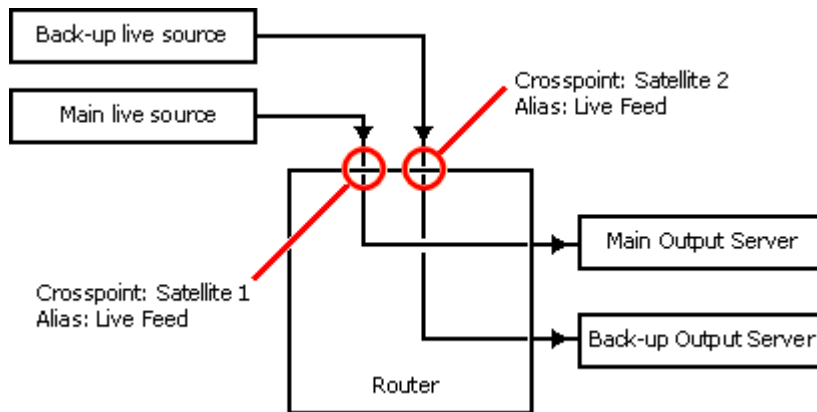 Back-up live source
Main live source
Crosspoint: Satellite 2
Alias: Live Feed
Main Output Server
Crosspoint: Satellite 1
Alias: Live Feed
Back-up Output Server
Router